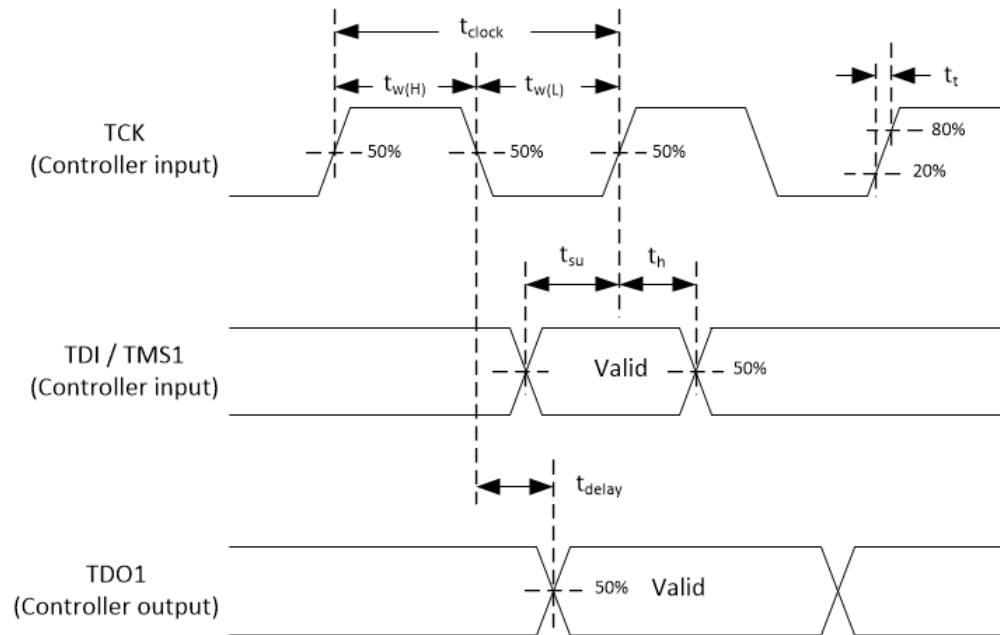 t_clock
t_w(H) t_w(L) t_t
TCK
(Controller input)
50% 50% 50% 80%
20%
t_su t_h
TDI / TMS1
(Controller input)
Valid 50%
t_delay
TDO1
(Controller output)
50% Valid